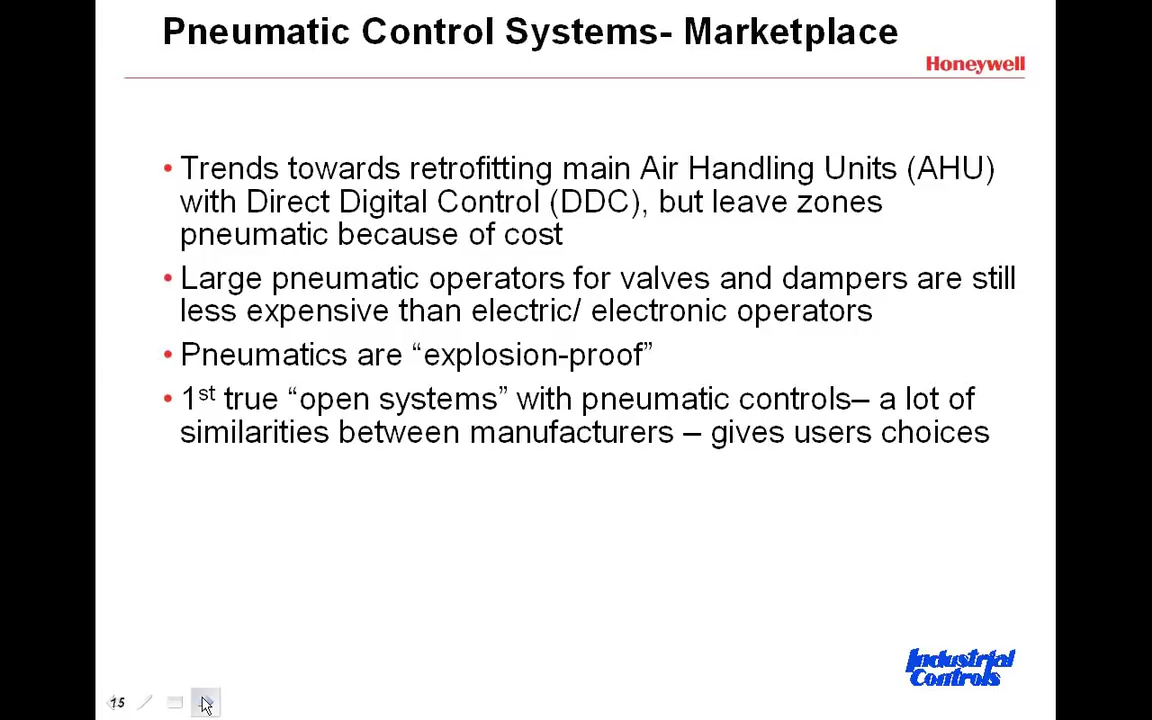 Pneumatic Control Systems- Marketplace
Honeywell
• Trends towards retrofitting main Air Handling Units (AHU)
with Direct Digital Control (DDC), but leave zones
pneumatic because of cost
• Large pneumatic operators for valves and dampers are still
less expensive than electric/ electronic operators
• Pneumatics are “explosion-proof”
• 1st true “open systems” with pneumatic controls– a lot of
similarities between manufacturers – gives users choices
Industrial
Controls
15